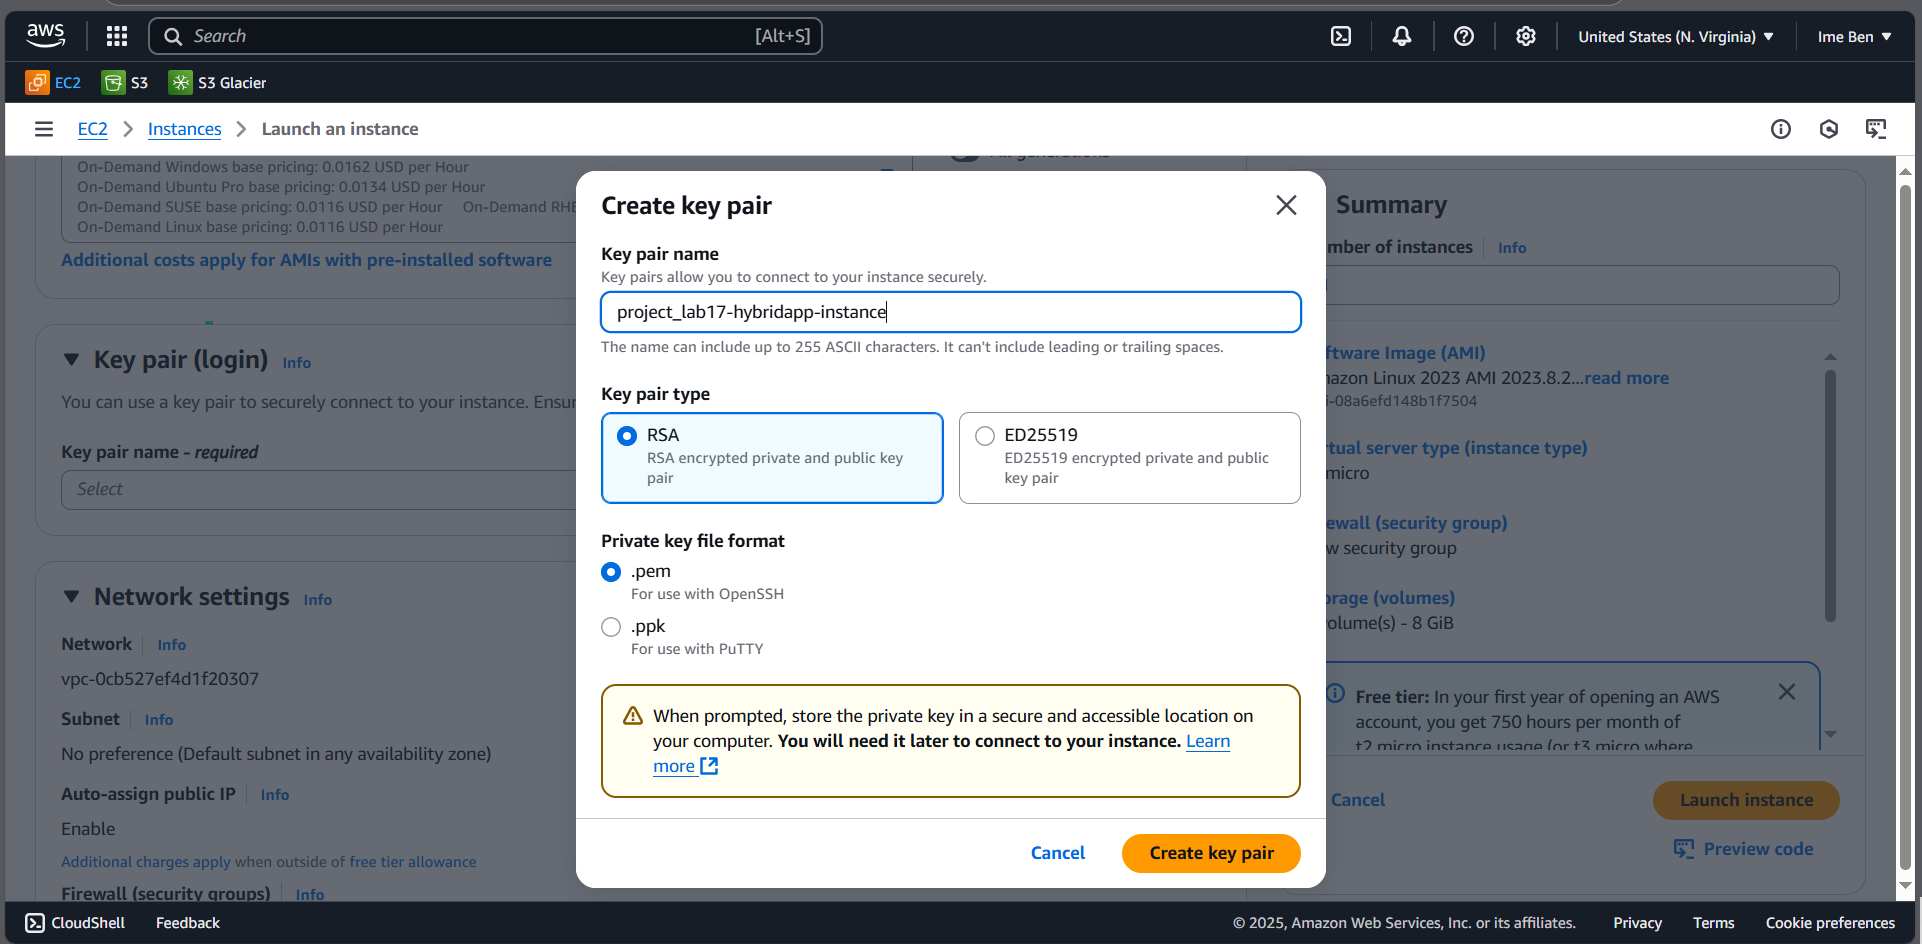 aws
Search
[Alt+S]
United States (N. Virginia)
Ime Ben
EC2
S3
S3 Glacier
EC2
Instances
Launch an instance
On-Demand Windows base pricing: 0.0162 USD per Hour
On-Demand Ubuntu Pro base pricing: 0.0134 USD per Hour
On-Demand SUSE base pricing: 0.0116 USD per Hour On-Demand RHE
On-Demand Linux base pricing: 0.0116 USD per Hour
Additional costs apply for AMIs with pre-installed software
Key pair (login) Info
You can use a key pair to securely connect to your instance. Ensur
Key pair name - required
Select
Network settings Info
Network Info
vpc-0cb527ef4d1f20307
Subnet Info
No preference (Default subnet in any availability zone)
Auto-assign public IP Info
Enable
Additional charges apply when outside of free tier allowance
Firewall (security groups) Info
Create key pair
Key pair name
Key pairs allow you to connect to your instance securely.
project_lab17-hybridapp-instance
The name can include up to 255 ASCII characters. It can't include leading or trailing spaces.
Key pair type
RSA
RSA encrypted private and public key
pair
ED25519
ED25519 encrypted private and public
key pair
Private key file format
.pem
For use with OpenSSH
.ppk
For use with PuTTY
When prompted, store the private key in a secure and accessible location on
your computer. You will need it later to connect to your instance. Learn
more
Cancel
Create key pair
Summary
mber of instances Info
ftware Image (AMI)
azon Linux 2023 AMI 2023.8.2...read more
i-08a6efd148b1f7504
rtual server type (instance type)
micro
ewall (security group)
w security group
orage (volumes)
olume(s) - 8 GiB
Free tier: In your first year of opening an AWS
account, you get 750 hours per month of
t2.micro instance usage (or t3.micro where
Cancel
Launch instance
Preview code
CloudShell
Feedback
© 2025, Amazon Web Services, Inc. or its affiliates.
Privacy
Terms
Cookie preferences